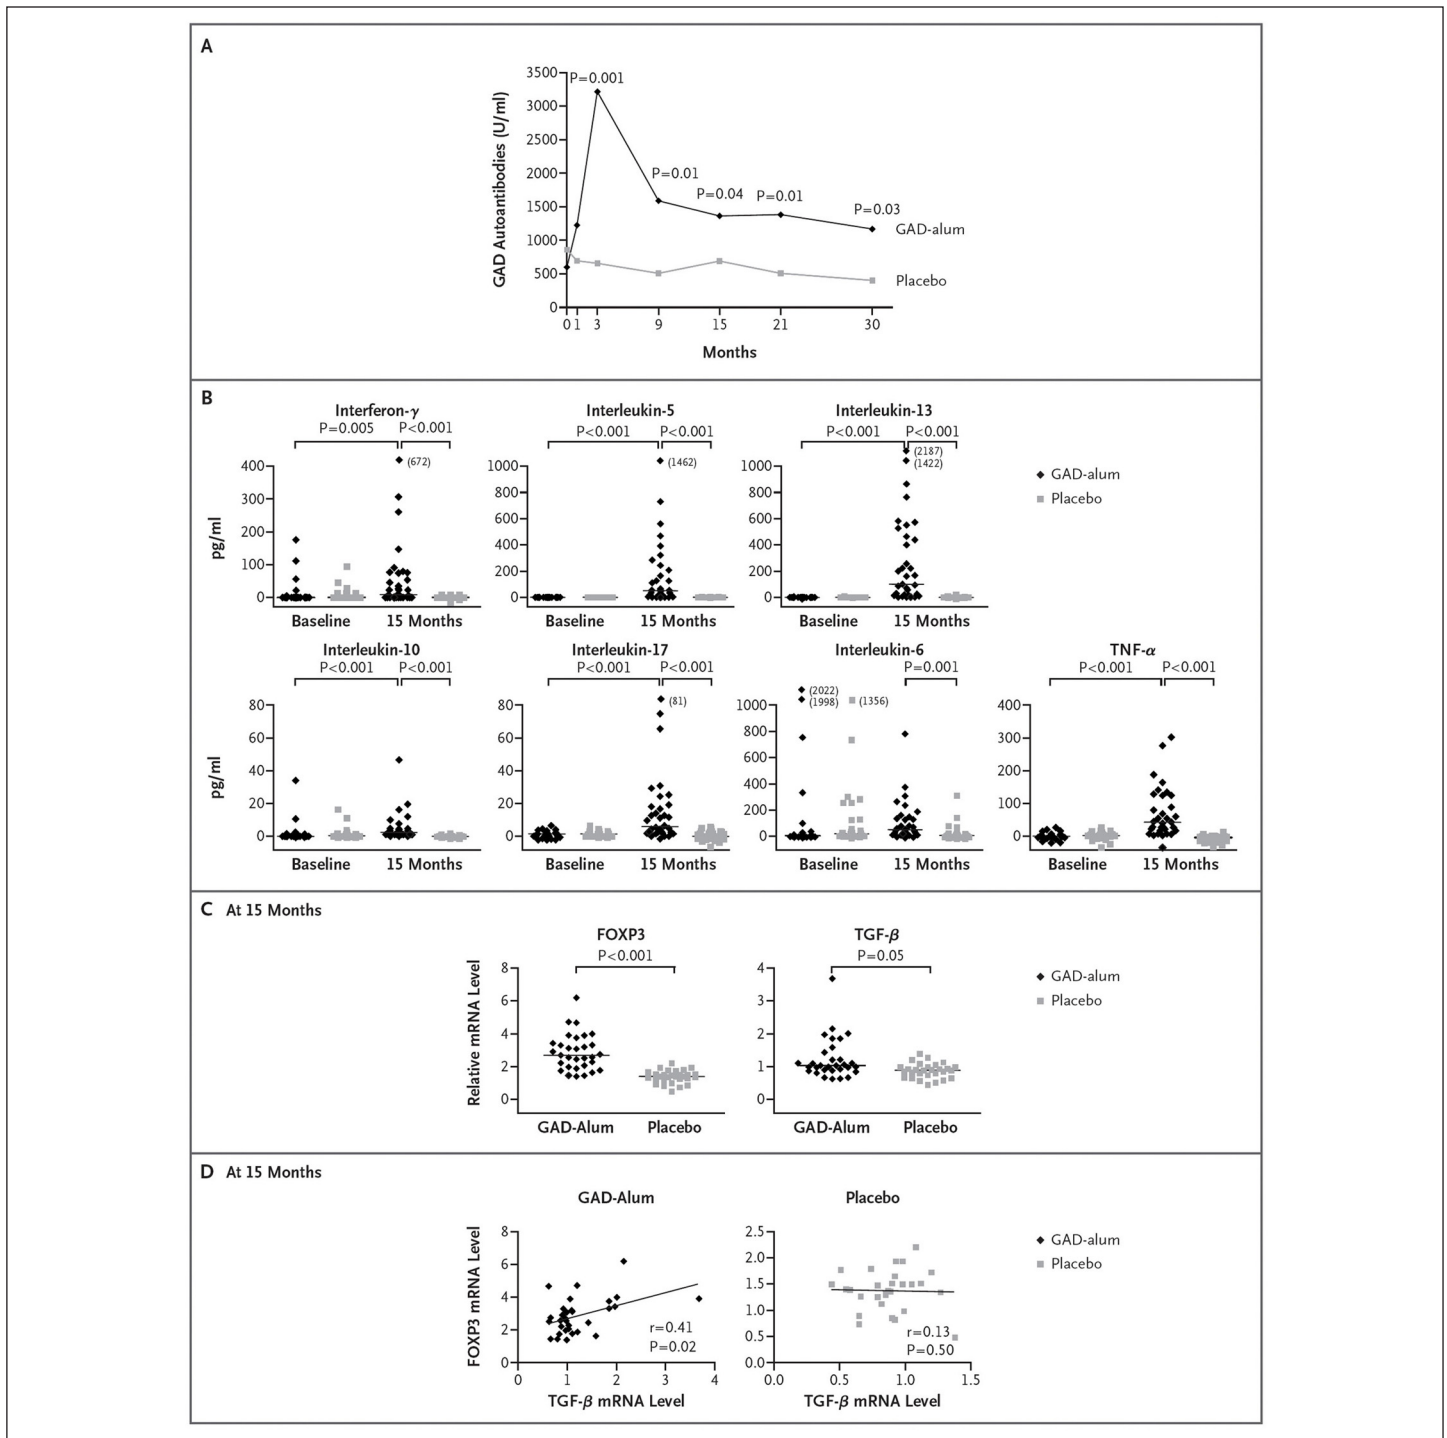 A
3500
3000
2500
2000
1500
1000
500
0
GAD Autoantibodies (U/ml)
P=0.001
P=0.01
P=0.04
P=0.01
P=0.03
GAD-alum
Placebo
0 1 3 9 15 21 30
Months
B
Interferon-γ
P=0.005 P<0.001
(672)
400
300
200
100
0
pg/ml
Baseline 15 Months
Interleukin-5
P<0.001 P<0.001
(1462)
1000
800
600
400
200
0
Baseline 15 Months
Interleukin-13
P<0.001 P<0.001
(2187)
(1422)
1000
800
600
400
200
0
Baseline 15 Months
GAD-alum
Placebo
Interleukin-10
P<0.001 P<0.001
80
60
40
20
0
pg/ml
Baseline 15 Months
Interleukin-17
P<0.001 P<0.001
(81)
80
60
40
20
0
Baseline 15 Months
Interleukin-6
P=0.001
(2022)
(1998) (1356)
1000
800
600
400
200
0
Baseline 15 Months
TNF-α
P<0.001 P<0.001
400
300
200
100
0
Baseline 15 Months
C At 15 Months
FOXP3
P<0.001
8
6
4
2
0
Relative mRNA Level
GAD-Alum Placebo
TGF-β
P=0.05
4
3
2
1
0
GAD-Alum Placebo
GAD-alum
Placebo
D At 15 Months
GAD-Alum
8
6
4
2
0
FOXP3 mRNA Level
r=0.41
P=0.02
0 1 2 3 4
TGF-β mRNA Level
Placebo
2.5
2.0
1.5
1.0
0.5
0.0
r=0.13
P=0.50
0.0 0.5 1.0 1.5
TGF-β mRNA Level
GAD-alum
Placebo